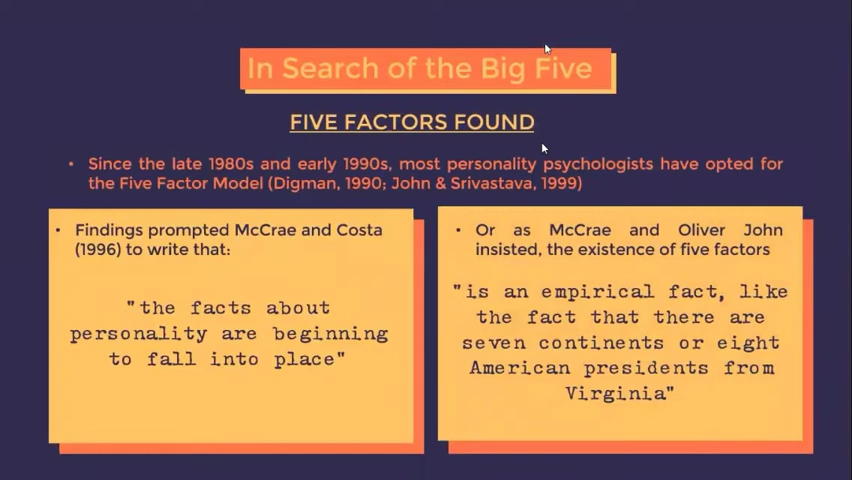 In Search of the Big Five
FIVE FACTORS FOUND
• Since the late 1980s and early 1990s, most personality psychologists have opted for
the Five Factor Model (Digman, 1990; John & Srivastava, 1999)
• Findings prompted McCrae and Costa
(1996) to write that:
"the facts about
personality are beginning
to fall into place"
• Or as McCrae and Oliver John
insisted, the existence of five factors
"is an empirical fact, like
the fact that there are
seven continents or eight
American presidents from
Virginia"